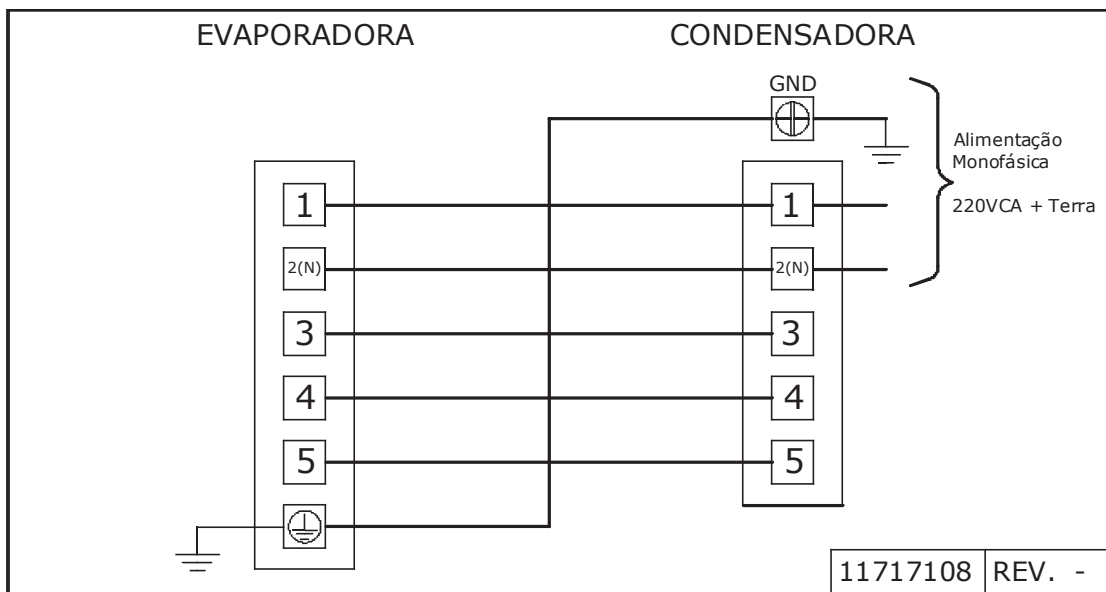 EVAPORADORA
CONDENSADORA
GND
Alimentação
Monofásica
220VCA + Terra
1
1
2(N)
2(N)
3
3
4
4
5
5
11717108
REV. -